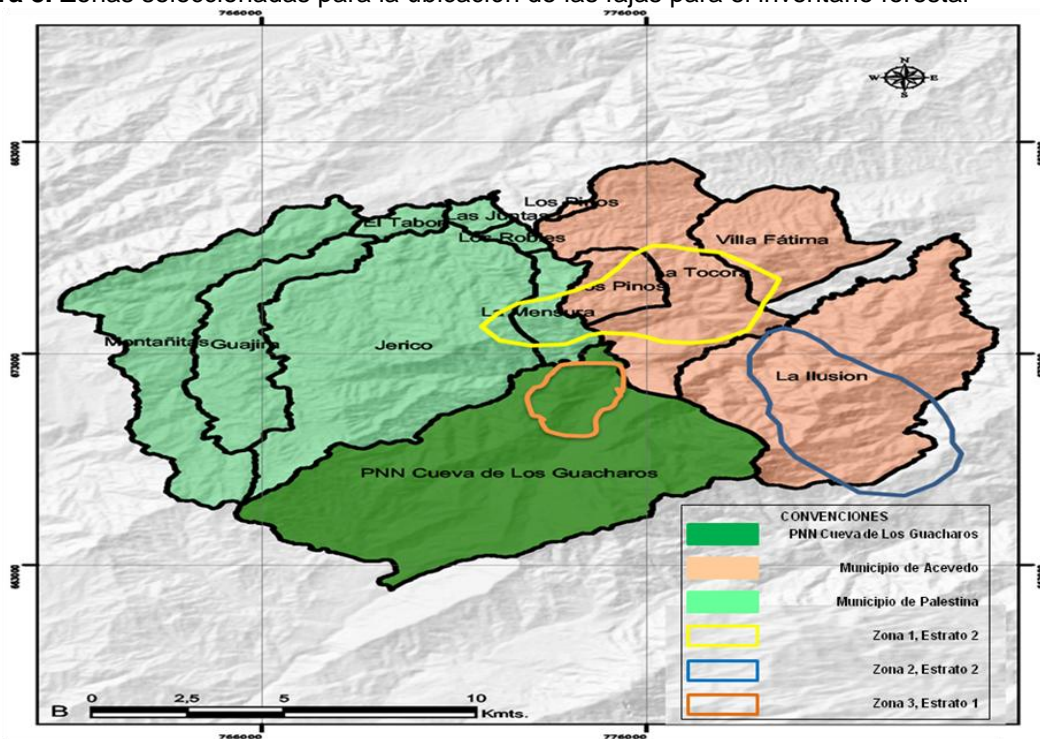 Zonas seleccionadas para la ubicación de las fajas para el inventario forestal
766000 776000
N
W E
S
Los Pinos
El Tabor Las Juntas
Los Robles
Villa Fátima
La Tocora
Los Pinos
La Mensura
Montañitas Guajira Jerico
La Ilusion
PNN Cueva de Los Guacharos
CONVENCIONES
PNN Cueva de Los Guacharos
Municipio de Acevedo
Municipio de Palestina
Zona 1, Estrato 2
Zona 2, Estrato 2
Zona 3, Estrato 1
0 2,5 5 10
B Kmts.
766000 776000